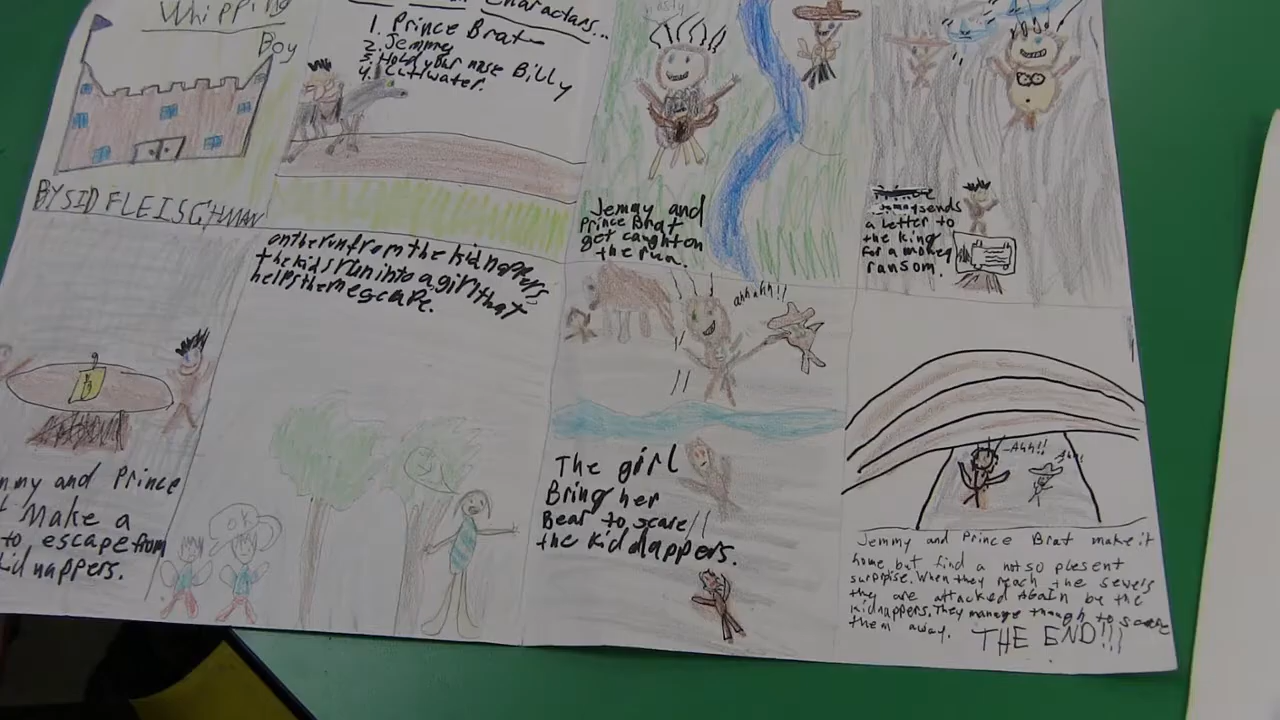 Whipping
Boy
BY SID FLEISCHMAN
Characters...
1. Prince Brat
2. Jemmy
3. Hold your nose Billy
4. Cutwater.
Jemmy and
Prince Brat
get caught on
the run.
Jemmy sends
a letter to
the king
for a money
ransom.
mmy and Prince
t Make a
to escape from
kidnappers.
on the run from the kidnappers
the kids run into a girl that
helps them escape.
OK
ahhahh!!
The girl
Bring her
Bear to scare
the kidnappers.
Ahh!!
Ahh!
Jemmy and Prince Brat make it
home but find a not so plesent
surprise. When they reach the sewers
they are attacked Again by the
kidnappers. They manage though to scare
them away. THE END!!!